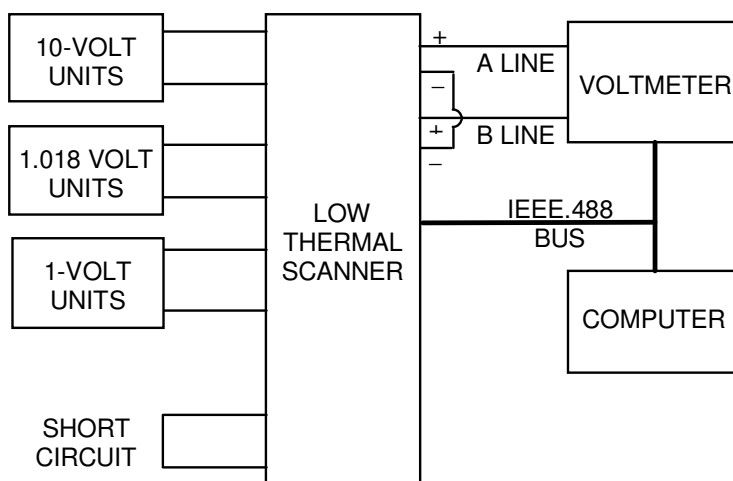 10-VOLT
UNITS
1.018 VOLT
UNITS
1-VOLT
UNITS
SHORT
CIRCUIT
LOW
THERMAL
SCANNER
+
A LINE
−
+
B LINE
−
IEEE.488
BUS
VOLTMETER
COMPUTER